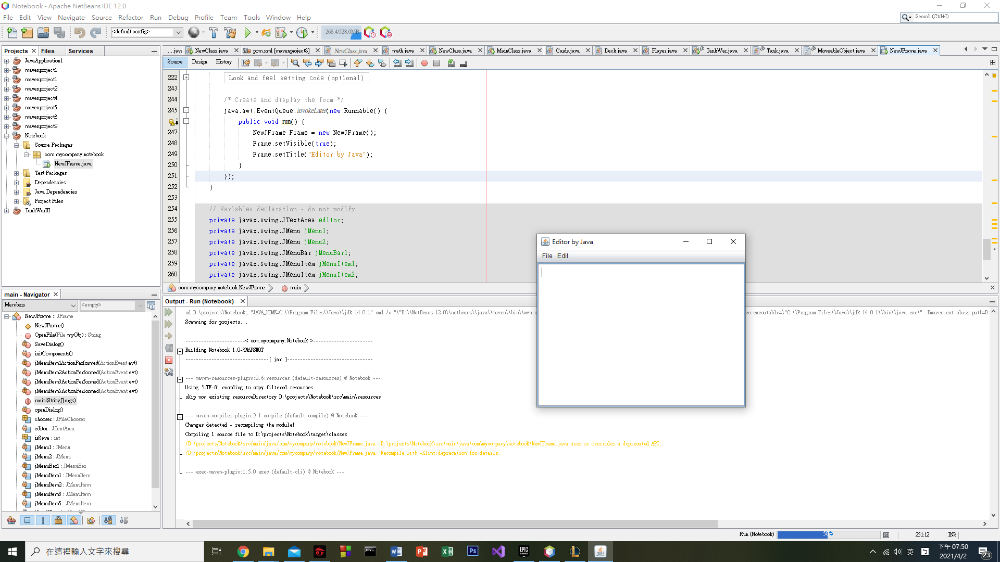 Notebook - Apache NetBeans IDE 12.0
File Edit View Navigate Source Refactor Run Debug Profile Team Tools Window Help
Search (Ctrl+I)
<default config>
268.4/528.0MB
Projects Files Services
JavaApplication1
mavenproject1
mavenproject1
mavenproject2
mavenproject4
mavenproject5
mavenproject8
mavenproject9
Notebook
Source Packages
com.mycompany.notebook
NewJFrame.java
Test Packages
Dependencies
Java Dependencies
Project Files
TankWarIII
....java NewClass.java pom.xml [mavenproject8] NewClass.java math.java NewClass.java MainClass.java Cards.java Deck.java Player.java TankWar.java Tank.java MoveableObject.java NewJFrame.java
Source Design History
222 Look and feel setting code (optional)
243
244 /* Create and display the form */
245 java.awt.EventQueue.invokeLater(new Runnable() {
public void run() {
247 NewJFrame Frame = new NewJFrame();
248 Frame.setVisible(true);
249 Frame.setTitle("Editor by Java");
250 }
251 });
252 }
253
254 // Variables declaration - do not modify
255 private javax.swing.JTextArea editor;
256 private javax.swing.JMenu jMenu1;
257 private javax.swing.JMenu jMenu2;
258 private javax.swing.JMenuBar jMenuBar1;
259 private javax.swing.JMenuItem jMenuItem1;
260 private javax.swing.JMenuItem jMenuItem2;
com.mycompany.notebook.NewJFrame main
Editor by Java
File Edit
main - Navigator
Members <empty>
NewJFrame :: JFrame
NewJFrame()
OpenFile(File myObj) : String
SaveDialog()
initComponents()
jMenuItem1ActionPerformed(ActionEvent evt)
jMenuItem2ActionPerformed(ActionEvent evt)
jMenuItem3ActionPerformed(ActionEvent evt)
jMenuItem5ActionPerformed(ActionEvent evt)
main(String[] args)
openDialog()
chooser : JFileChooser
editor : JTextArea
isSave : int
jMenu1 : JMenu
jMenu2 : JMenu
jMenuBar1 : JMenuBar
jMenuItem1 : JMenuItem
jMenuItem2 : JMenuItem
jMenuItem3 : JMenuItem
jMenuItem5 : JMenuItem
Output - Run (Notebook)
cd D:\projects\Notebook; "JAVA_HOME=C:\\Program Files\\Java\\jdk-14.0.1" cmd /c "\"D:\\NetBeans-12.0\\netbeans\\java\\maven\\bin\\mvn.c ec.executable=\"C:\\Program Files\\Java\\jdk-14.0.1\\bin\\java.exe\" -Dmaven.ext.class.path=D:
Scanning for projects...
-----------------------< com.mycompany:Notebook >-----------------------
Building Notebook 1.0-SNAPSHOT
--------------------------------[ jar ]---------------------------------
--- maven-resources-plugin:2.6:resources (default-resources) @ Notebook ---
Using 'UTF-8' encoding to copy filtered resources.
skip non existing resourceDirectory D:\projects\Notebook\src\main\resources
--- maven-compiler-plugin:3.1:compile (default-compile) @ Notebook ---
Changes detected - recompiling the module!
Compiling 1 source file to D:\projects\Notebook\target\classes
/D:/projects/Notebook/src/main/java/com/mycompany/notebook/NewJFrame.java: D:\projects\Notebook\src\main\java\com\mycompany\notebook\NewJFrame.java uses or overrides a deprecated API.
/D:/projects/Notebook/src/main/java/com/mycompany/notebook/NewJFrame.java: Recompile with -Xlint:deprecation for details.
--- exec-maven-plugin:1.5.0:exec (default-cli) @ Notebook ---
Run (Notebook) 50% 251:12 INS
在這裡輸入文字來搜尋
英
下午 07:50
2021/4/2
23